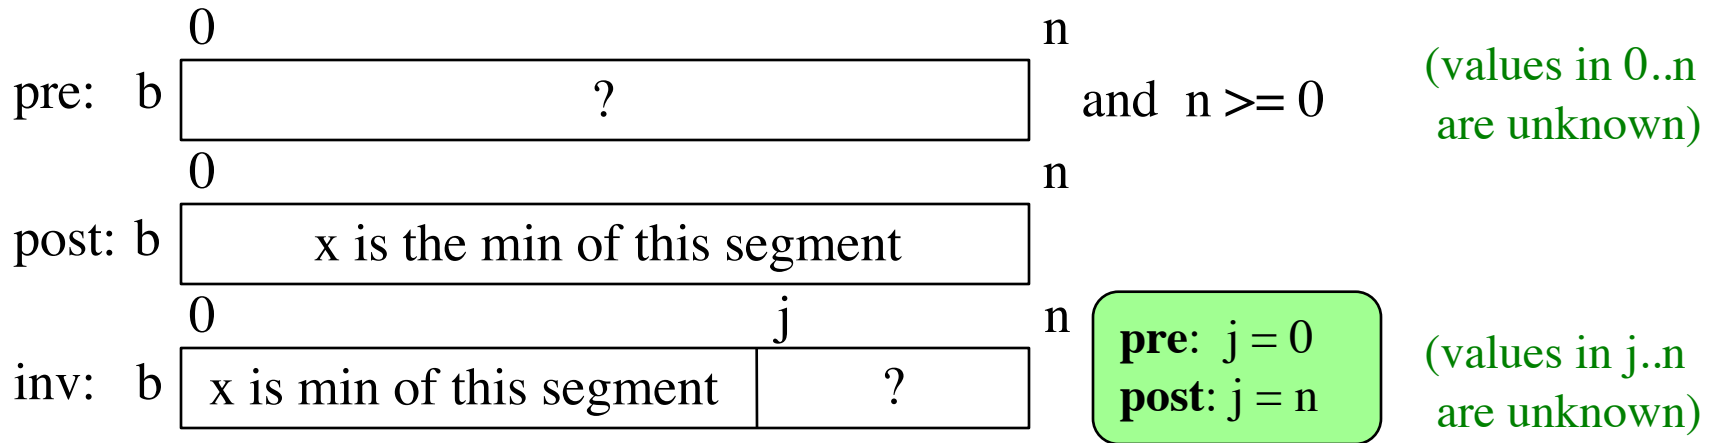 0 n
pre: b ? and n >= 0 (values in 0..n
are unknown)
0 n
post: b x is the min of this segment
0 j n
inv: b x is min of this segment ? pre: j = 0 (values in j..n
post: j = n are unknown)